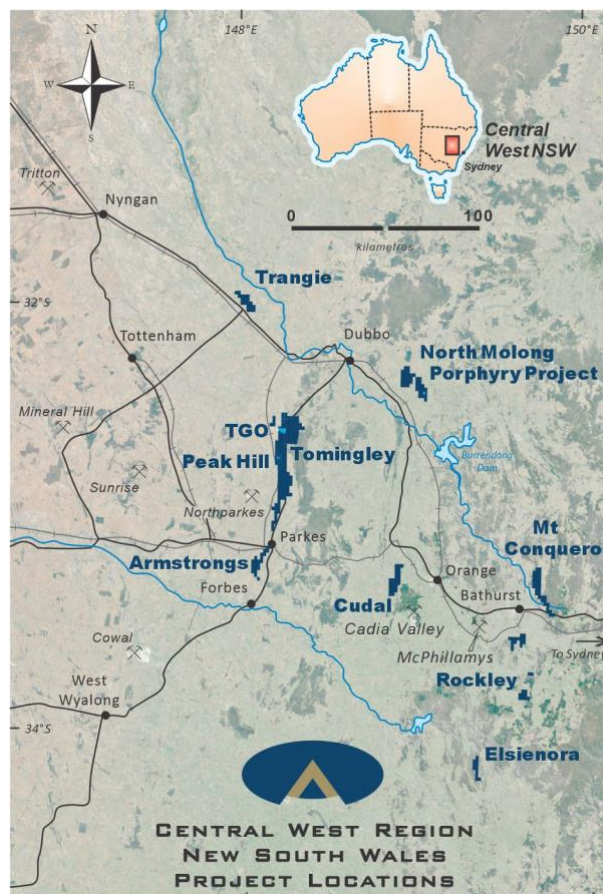 148°E
150°E
N
W
E
S
Central
West NSW
Sydney
0
100
kilometres
Tritton
Nyngan
Trangie
32°S
Dubbo
Tottenham
North Molong
Porphyry Project
Mineral Hill
TGO
Tomingley
Peak Hill
Burrendong
Dam
Sunrise
Northparkes
Mt
Conqueror
Parkes
Armstrongs
Orange
Forbes
Cudal
Bathurst
Cadia Valley
Cowal
McPhillamys
To Sydney
West
Wyalong
Rockley
34°S
Elsienora
CENTRAL WEST REGION
NEW SOUTH WALES
PROJECT LOCATIONS